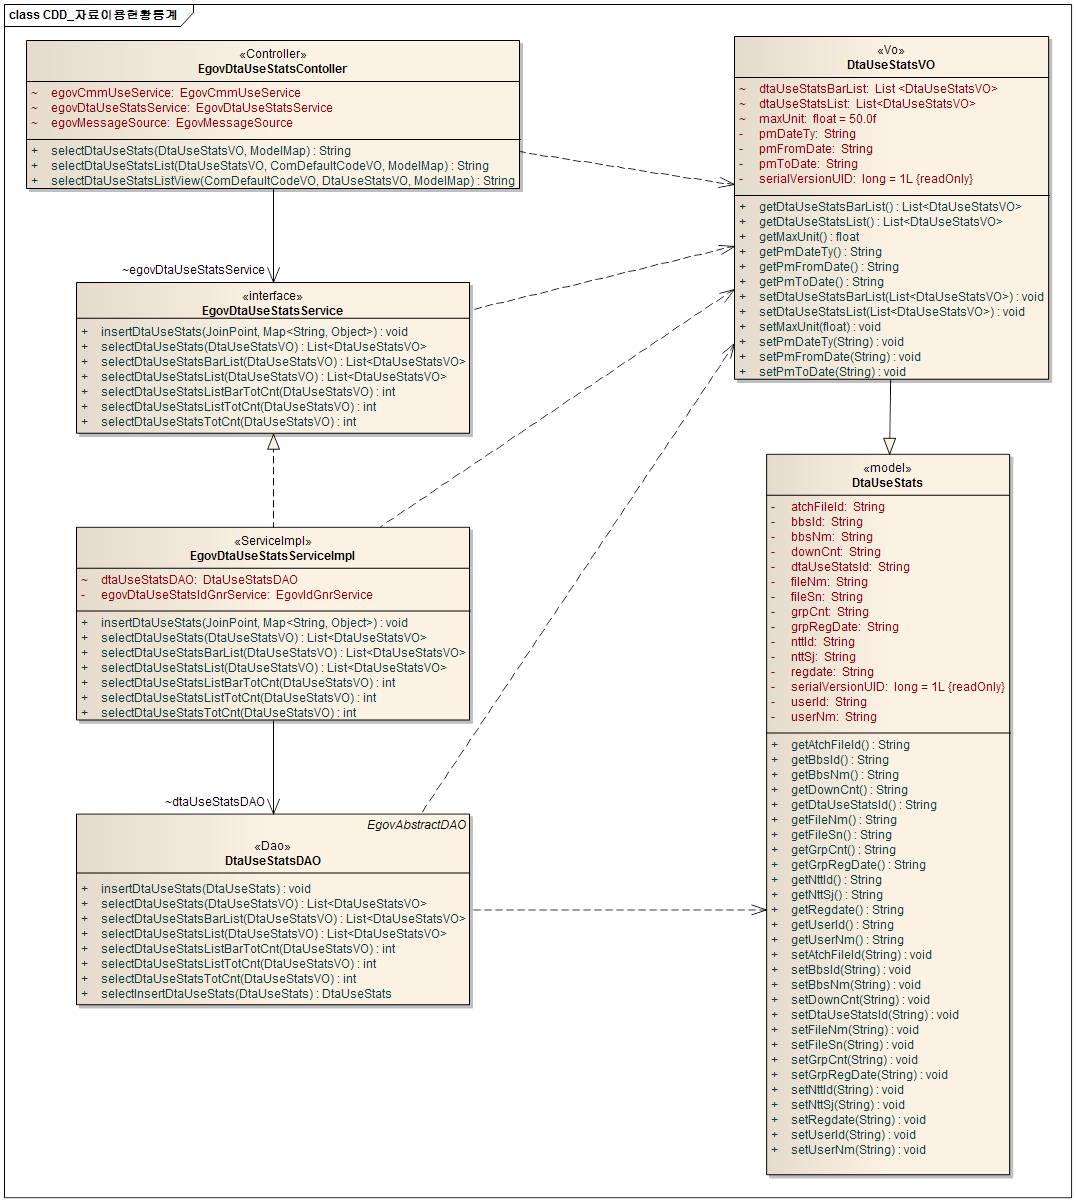 class CDD_자료이용현황통계
«Controller»
EgovDtaUseStatsContoller
~ egovCmmUseService: EgovCmmUseService
~ egovDtaUseStatsService: EgovDtaUseStatsService
~ egovMessageSource: EgovMessageSource
+ selectDtaUseStats(DtaUseStatsVO, ModelMap) : String
+ selectDtaUseStatsList(DtaUseStatsVO, ComDefaultCodeVO, ModelMap) : String
+ selectDtaUseStatsListView(ComDefaultCodeVO, DtaUseStatsVO, ModelMap) : String
~egovDtaUseStatsService
«interface»
EgovDtaUseStatsService
+ insertDtaUseStats(JoinPoint, Map<String, Object>) : void
+ selectDtaUseStats(DtaUseStatsVO) : List<DtaUseStatsVO>
+ selectDtaUseStatsBarList(DtaUseStatsVO) : List<DtaUseStatsVO>
+ selectDtaUseStatsList(DtaUseStatsVO) : List<DtaUseStatsVO>
+ selectDtaUseStatsListBarTotCnt(DtaUseStatsVO) : int
+ selectDtaUseStatsListTotCnt(DtaUseStatsVO) : int
+ selectDtaUseStatsTotCnt(DtaUseStatsVO) : int
«ServiceImpl»
EgovDtaUseStatsServiceImpl
~ dtaUseStatsDAO: DtaUseStatsDAO
- egovDtaUseStatsIdGnrService: EgovIdGnrService
+ insertDtaUseStats(JoinPoint, Map<String, Object>) : void
+ selectDtaUseStats(DtaUseStatsVO) : List<DtaUseStatsVO>
+ selectDtaUseStatsBarList(DtaUseStatsVO) : List<DtaUseStatsVO>
+ selectDtaUseStatsList(DtaUseStatsVO) : List<DtaUseStatsVO>
+ selectDtaUseStatsListBarTotCnt(DtaUseStatsVO) : int
+ selectDtaUseStatsListTotCnt(DtaUseStatsVO) : int
+ selectDtaUseStatsTotCnt(DtaUseStatsVO) : int
~dtaUseStatsDAO
EgovAbstractDAO
«Dao»
DtaUseStatsDAO
+ insertDtaUseStats(DtaUseStats) : void
+ selectDtaUseStats(DtaUseStatsVO) : List<DtaUseStatsVO>
+ selectDtaUseStatsBarList(DtaUseStatsVO) : List<DtaUseStatsVO>
+ selectDtaUseStatsList(DtaUseStatsVO) : List<DtaUseStatsVO>
+ selectDtaUseStatsListBarTotCnt(DtaUseStatsVO) : int
+ selectDtaUseStatsListTotCnt(DtaUseStatsVO) : int
+ selectDtaUseStatsTotCnt(DtaUseStatsVO) : int
+ selectInsertDtaUseStats(DtaUseStats) : DtaUseStats
«Vo»
DtaUseStatsVO
~ dtaUseStatsBarList: List <DtaUseStatsVO>
~ dtaUseStatsList: List<DtaUseStatsVO>
~ maxUnit: float = 50.0f
- pmDateTy: String
- pmFromDate: String
- pmToDate: String
- serialVersionUID: long = 1L {readOnly}
+ getDtaUseStatsBarList() : List<DtaUseStatsVO>
+ getDtaUseStatsList() : List<DtaUseStatsVO>
+ getMaxUnit() : float
+ getPmDateTy() : String
+ getPmFromDate() : String
+ getPmToDate() : String
+ setDtaUseStatsBarList(List<DtaUseStatsVO>) : void
+ setDtaUseStatsList(List<DtaUseStatsVO>) : void
+ setMaxUnit(float) : void
+ setPmDateTy(String) : void
+ setPmFromDate(String) : void
+ setPmToDate(String) : void
«model»
DtaUseStats
- atchFileId: String
- bbsId: String
- bbsNm: String
- downCnt: String
- dtaUseStatsId: String
- fileNm: String
- fileSn: String
- grpCnt: String
- grpRegDate: String
- nttId: String
- nttSj: String
- regdate: String
- serialVersionUID: long = 1L {readOnly}
- userId: String
- userNm: String
+ getAtchFileId() : String
+ getBbsId() : String
+ getBbsNm() : String
+ getDownCnt() : String
+ getDtaUseStatsId() : String
+ getFileNm() : String
+ getFileSn() : String
+ getGrpCnt() : String
+ getGrpRegDate() : String
+ getNttId() : String
+ getNttSj() : String
+ getRegdate() : String
+ getUserId() : String
+ getUserNm() : String
+ setAtchFileId(String) : void
+ setBbsId(String) : void
+ setBbsNm(String) : void
+ setDownCnt(String) : void
+ setDtaUseStatsId(String) : void
+ setFileNm(String) : void
+ setFileSn(String) : void
+ setGrpCnt(String) : void
+ setGrpRegDate(String) : void
+ setNttId(String) : void
+ setNttSj(String) : void
+ setRegdate(String) : void
+ setUserId(String) : void
+ setUserNm(String) : void